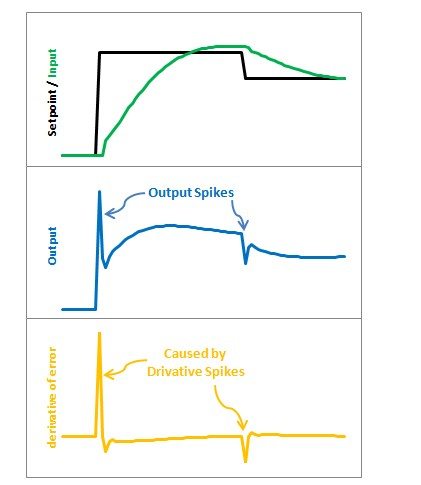 Setpoint / Input
Output Spikes
Output
Caused by
Drivative Spikes
derivative of error